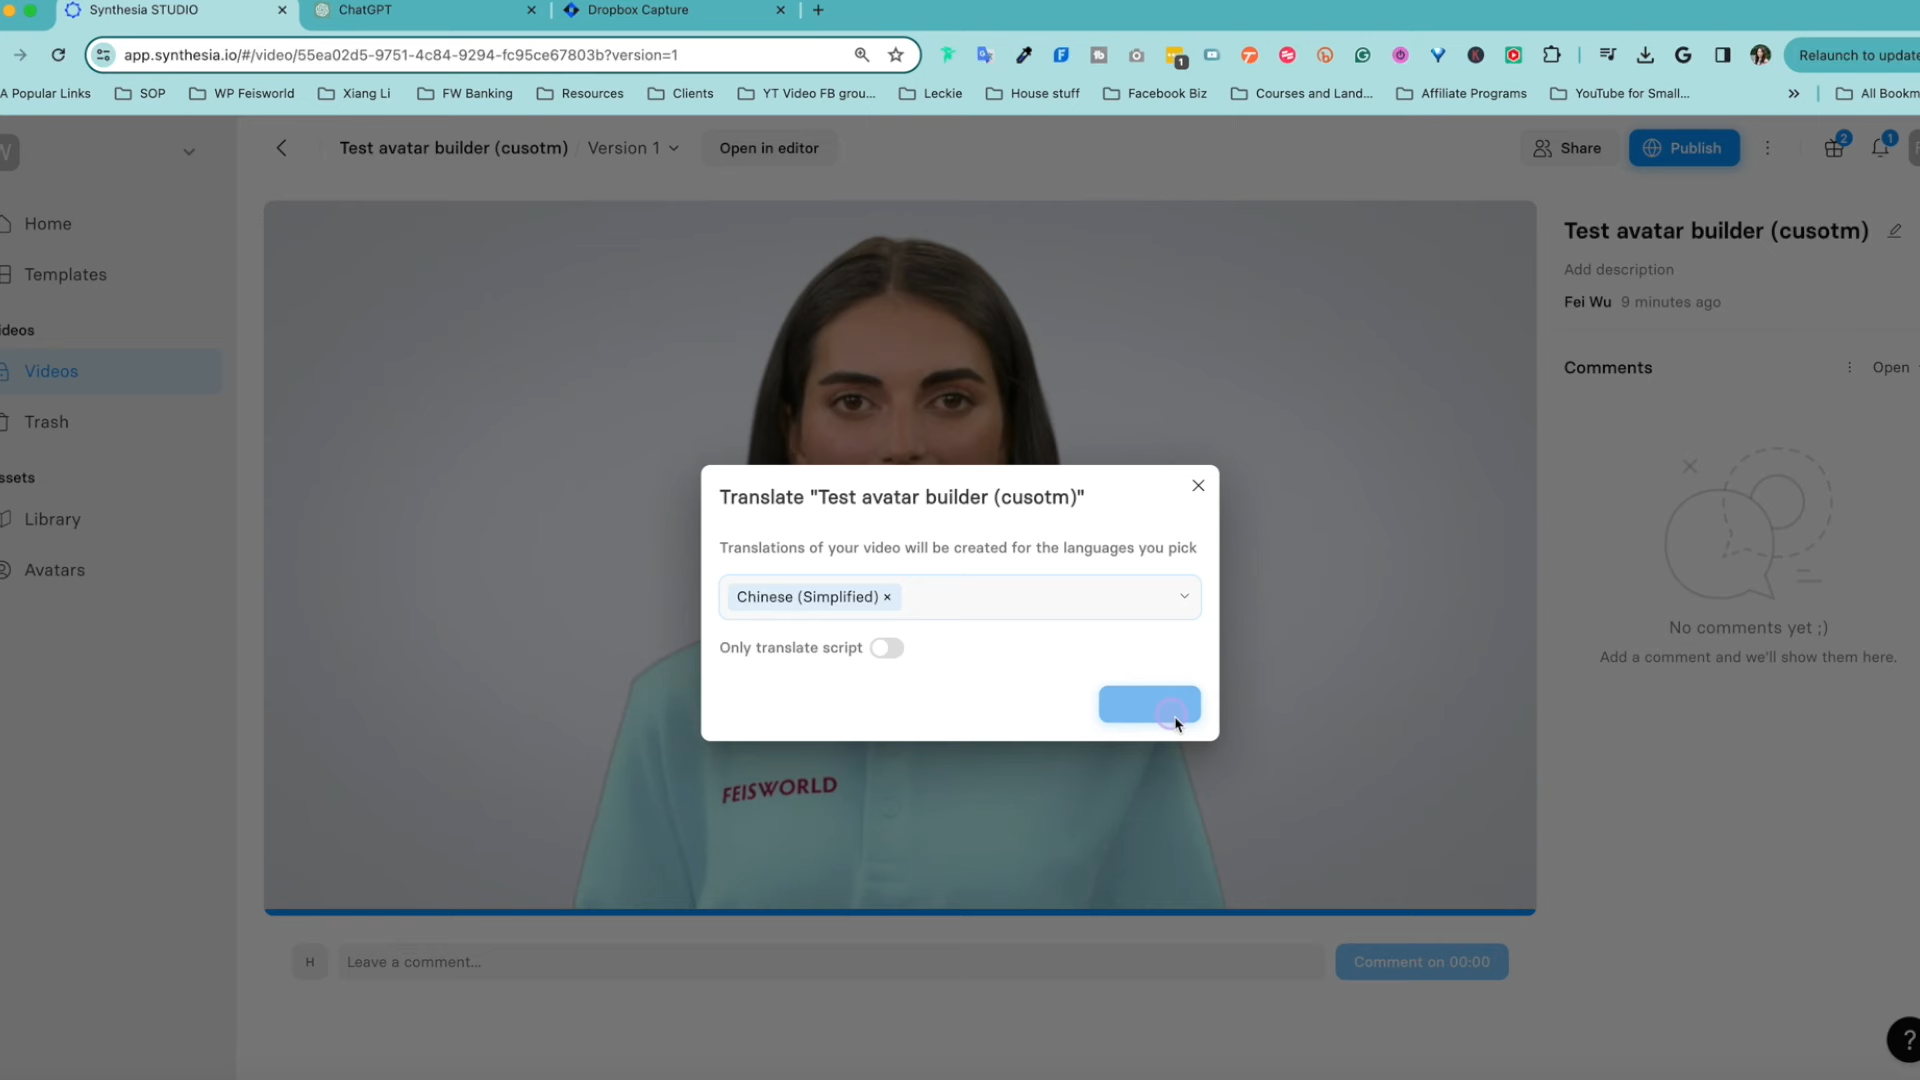 Synthesia STUDIO
ChatGPT
Dropbox Capture
app.synthesia.io/#/video/55ea02d5-9751-4c84-9294-fc95ce67803b?version=1
1
Relaunch to update
A Popular Links
SOP
WP Feisworld
Xiang Li
FW Banking
Resources
Clients
YT Video FB grou...
Leckie
House stuff
Facebook Biz
Courses and Land...
Affiliate Programs
YouTube for Small...
»
All Bookm
W
Test avatar builder (cusotm)
/
Version 1
Open in editor
Share
Publish
2
1
Home
Templates
ideos
Videos
Trash
ssets
Library
Avatars
Test avatar builder (cusotm)
Add description
Fei Wu 9 minutes ago
Comments
Open
No comments yet ;)
Add a comment and we'll show them here.
Translate "Test avatar builder (cusotm)"
Translations of your video will be created for the languages you pick
Chinese (Simplified) ×
Only translate script
FEISWORLD
H
Leave a comment...
Comment on 00:00
?